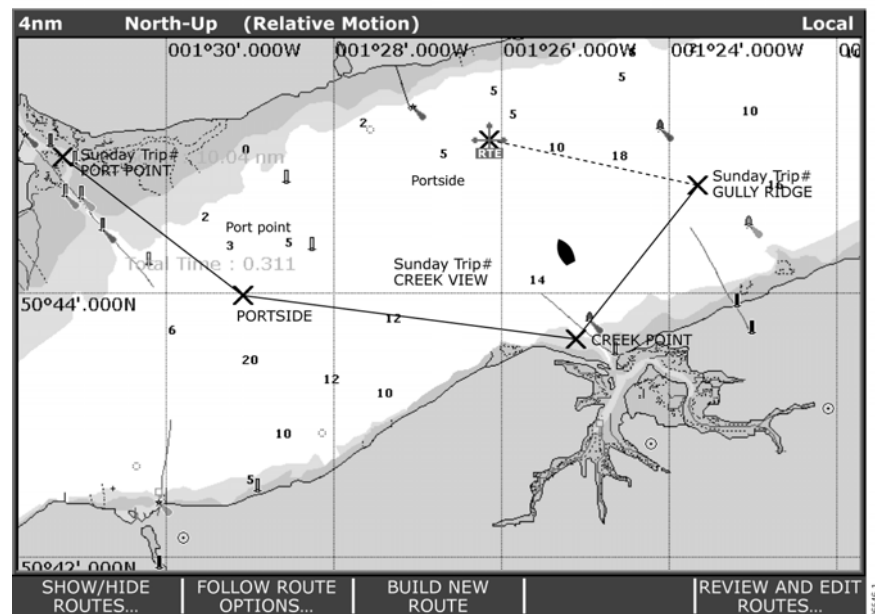 4nm North-Up (Relative Motion) Local
001°30'.000W 001°28'.000W 001°26'.000W 001°24'.000W
5
5
10
2
5
0
5
10
18
RTE
Sunday Trip# 10.04 nm
PORT POINT
Portside
Sunday Trip#
GULLY RIDGE
16
2
Port point
3
5
Total Time : 0.311
Sunday Trip#
CREEK VIEW
14
50°44'.000N
PORTSIDE
12
6
CREEK POINT
20
12
10
10
5
50°42'.000N
SHOW/HIDE ROUTES...
FOLLOW ROUTE OPTIONS...
BUILD NEW ROUTE
REVIEW AND EDIT ROUTES...